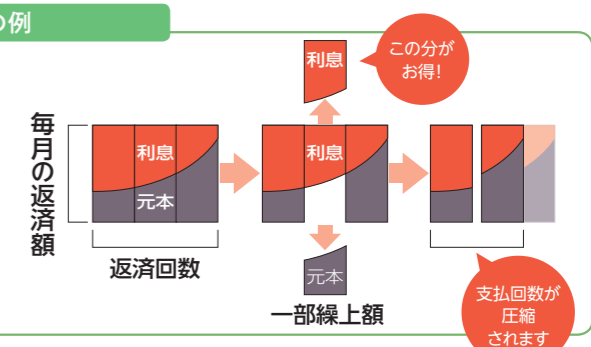 の例
利息
この分が
お得!
毎月の返済額
利息
元本
利息
返済回数
元本
一部繰上額
支払回数が
圧縮
されます